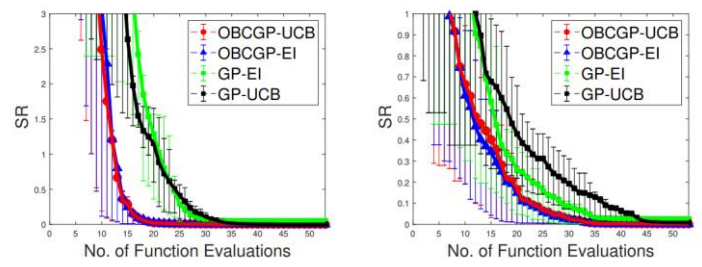 3
2.5
2
1.5
1
0.5
0
SR
0 5 10 15 20 25 30 35 40 45 50
No. of Function Evaluations
OBCGP-UCB
OBCGP-EI
GP-EI
GP-UCB
1
0.9
0.8
0.7
0.6
0.5
0.4
0.3
0.2
0.1
0
SR
0 5 10 15 20 25 30 35 40 45 50
No. of Function Evaluations
OBCGP-UCB
OBCGP-EI
GP-EI
GP-UCB